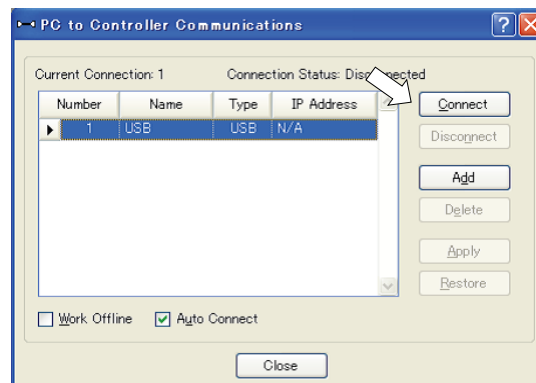 PC to Controller Communications
Current Connection: 1 Connection Status: Disconnected
Number Name Type IP Address
1 USB USB N/A
Connect
Disconnect
Add
Delete
Apply
Restore
Work Offline Auto Connect
Close